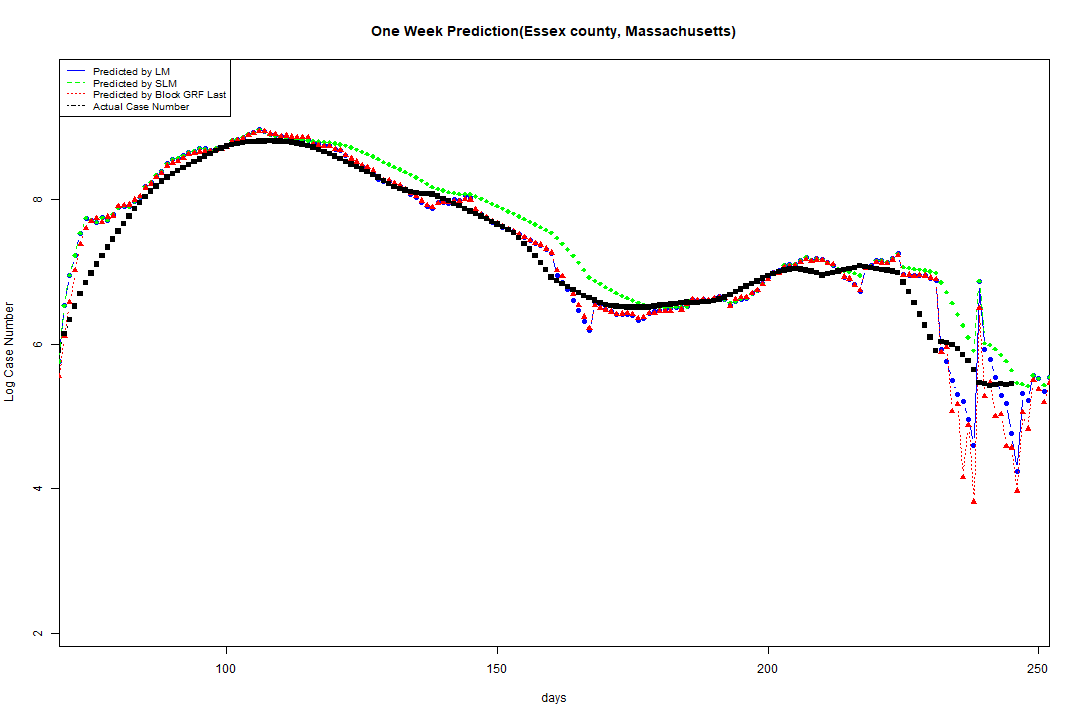 One Week Prediction(Essex county, Massachusetts)
Predicted by LM
Predicted by SLM
Predicted by Block GRF Last
Actual Case Number
Log Case Number
8
6
4
2
100
150
200
250
days